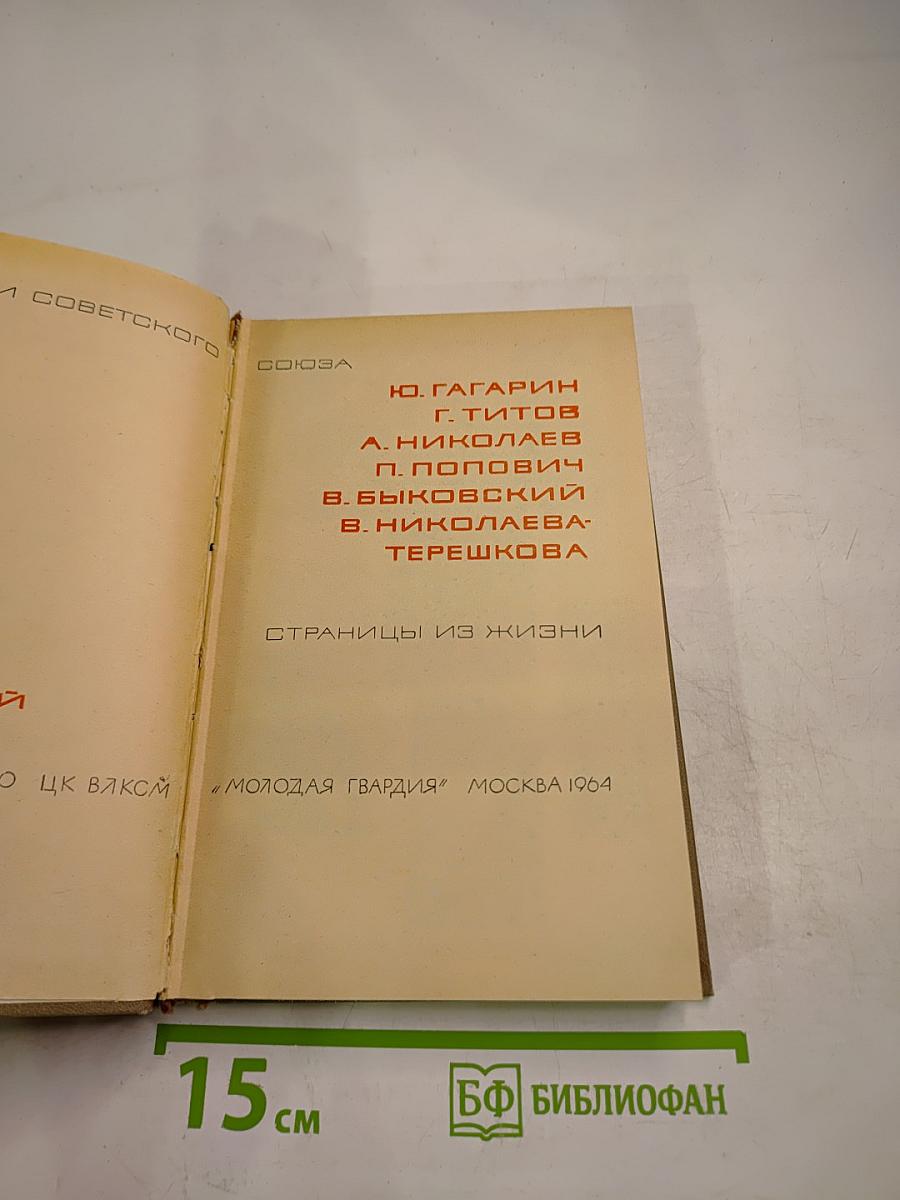 И СОВЕТСКОГО СОЮЗА
Ю. ГАГАРИН
Г. ТИТОВ
А. НИКОЛАЕВ
П. ПОПОВИЧ
В. БЫКОВСКИЙ
В. НИКОЛАЕВА-
ТЕРЕШКОВА
СТРАНИЦЫ ИЗ ЖИЗНИ
Й
О ЦК ВЛКСМ „МОЛОДАЯ ГВАРДИЯ” МОСКВА 1964
15 см
БФ БИБЛИОФАН